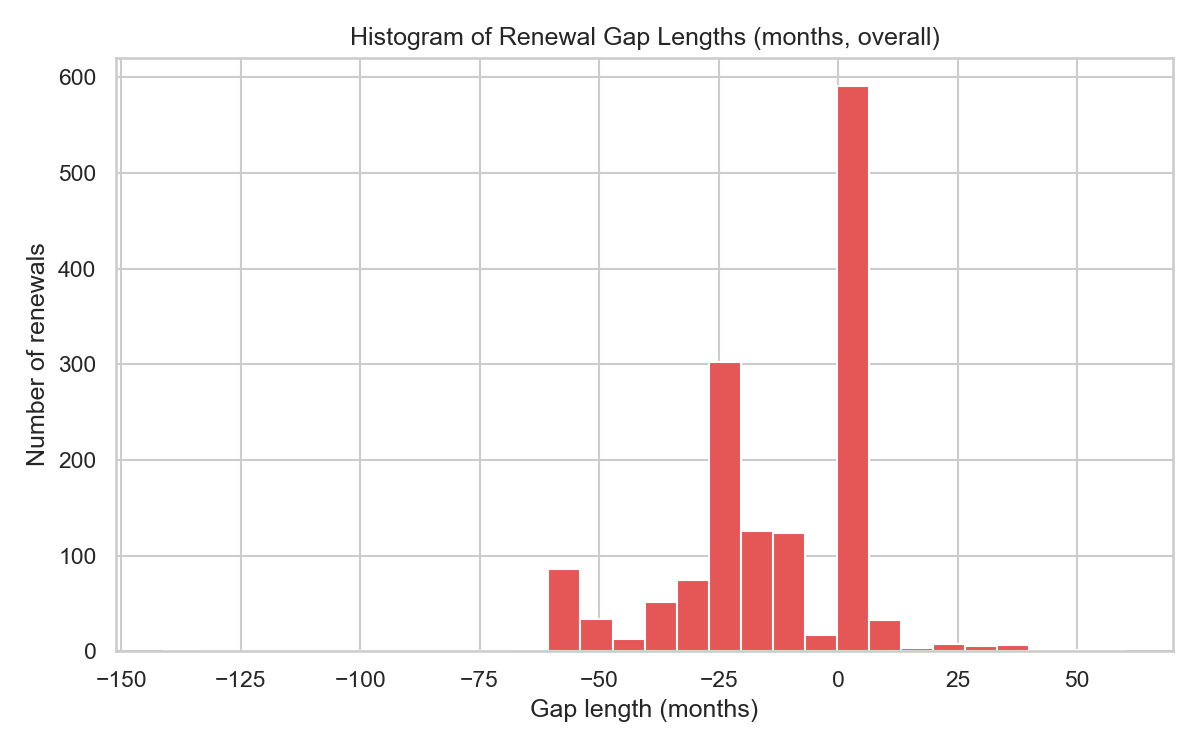 Histogram of Renewal Gap Lengths (months, overall)
Number of renewals
600
500
400
300
200
100
0
−150 −125 −100 −75 −50 −25 0 25 50
Gap length (months)